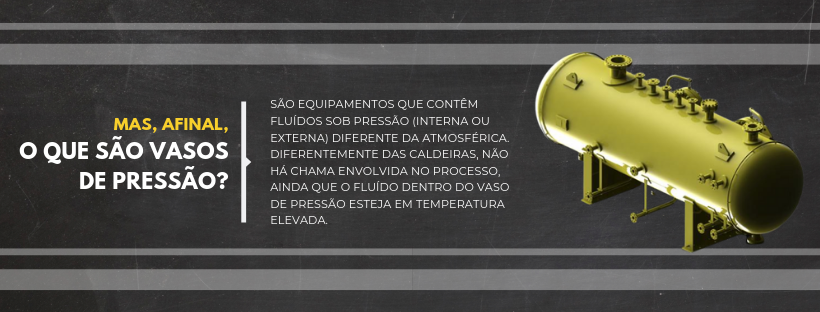 MAS, AFINAL,
O QUE SÃO VASOS
DE PRESSÃO?
SÃO EQUIPAMENTOS QUE CONTÊM
FLUÍDOS SOB PRESSÃO (INTERNA OU
EXTERNA) DIFERENTE DA ATMOSFÉRICA.
DIFERENTEMENTE DAS CALDEIRAS, NÃO
HÁ CHAMA ENVOLVIDA NO PROCESSO,
AINDA QUE O FLUÍDO DENTRO DO VASO
DE PRESSÃO ESTEJA EM TEMPERATURA
ELEVADA.